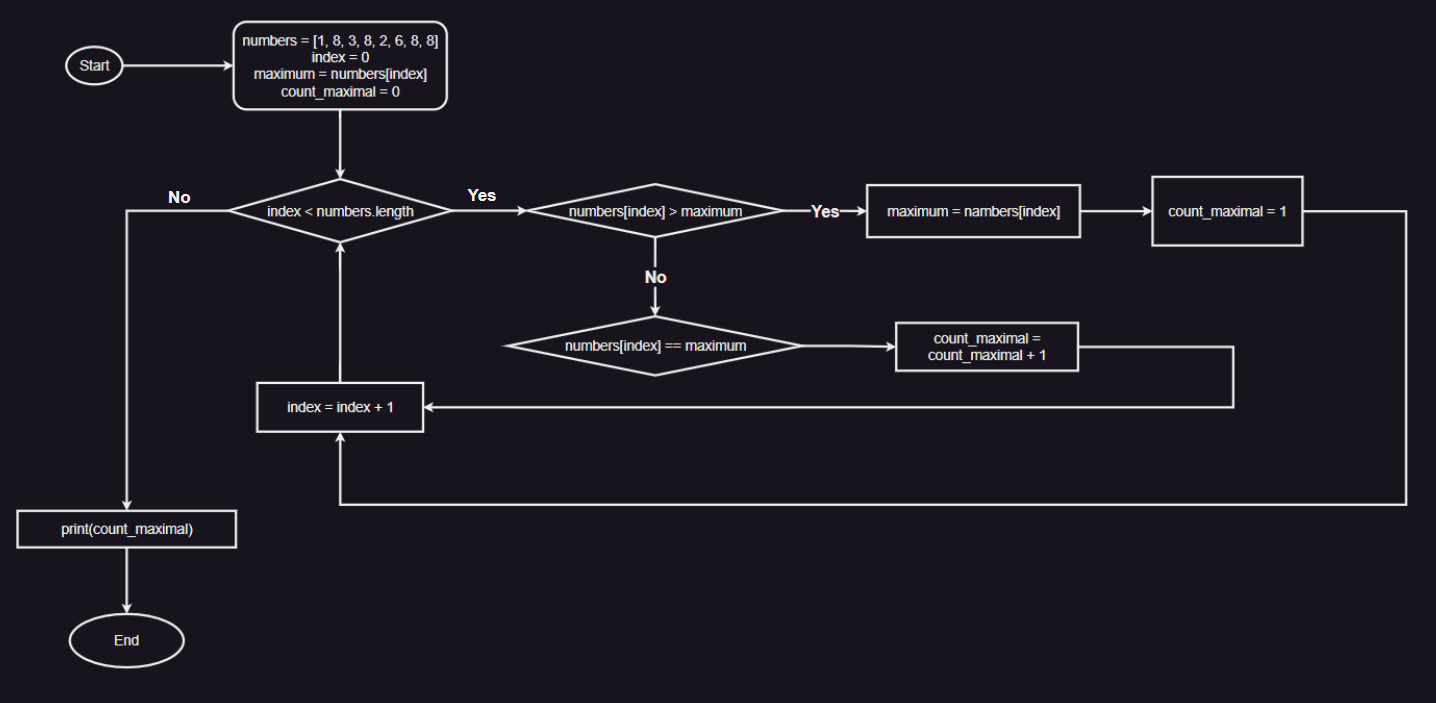 Start
numbers = [1, 8, 3, 8, 2, 6, 8, 8]
index = 0
maximum = numbers[index]
count_maximal = 0
No
index < numbers.length
Yes
numbers[index] > maximum
Yes
maximum = nambers[index]
count_maximal = 1
No
numbers[index] == maximum
count_maximal =
count_maximal + 1
index = index + 1
print(count_maximal)
End